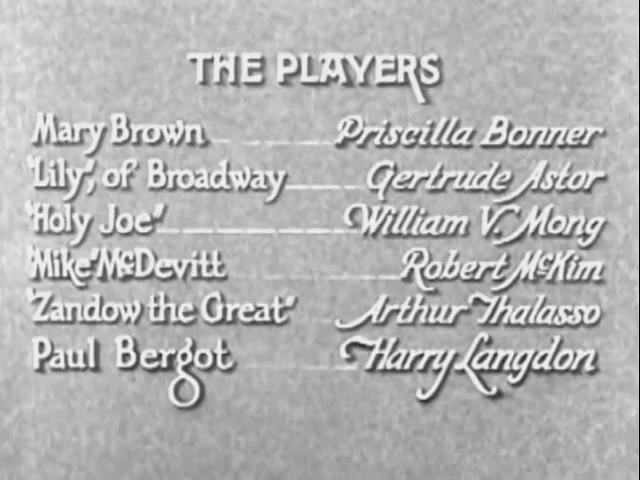 THE PLAYERS
Mary Brown Priscilla Bonner
"Lily", of Broadway Gertrude Astor
"Holy Joe" William V. Mong
"Mike" McDevitt Robert McKim
"Zandow the Great" Arthur Thalasso
Paul Bergot Harry Langdon